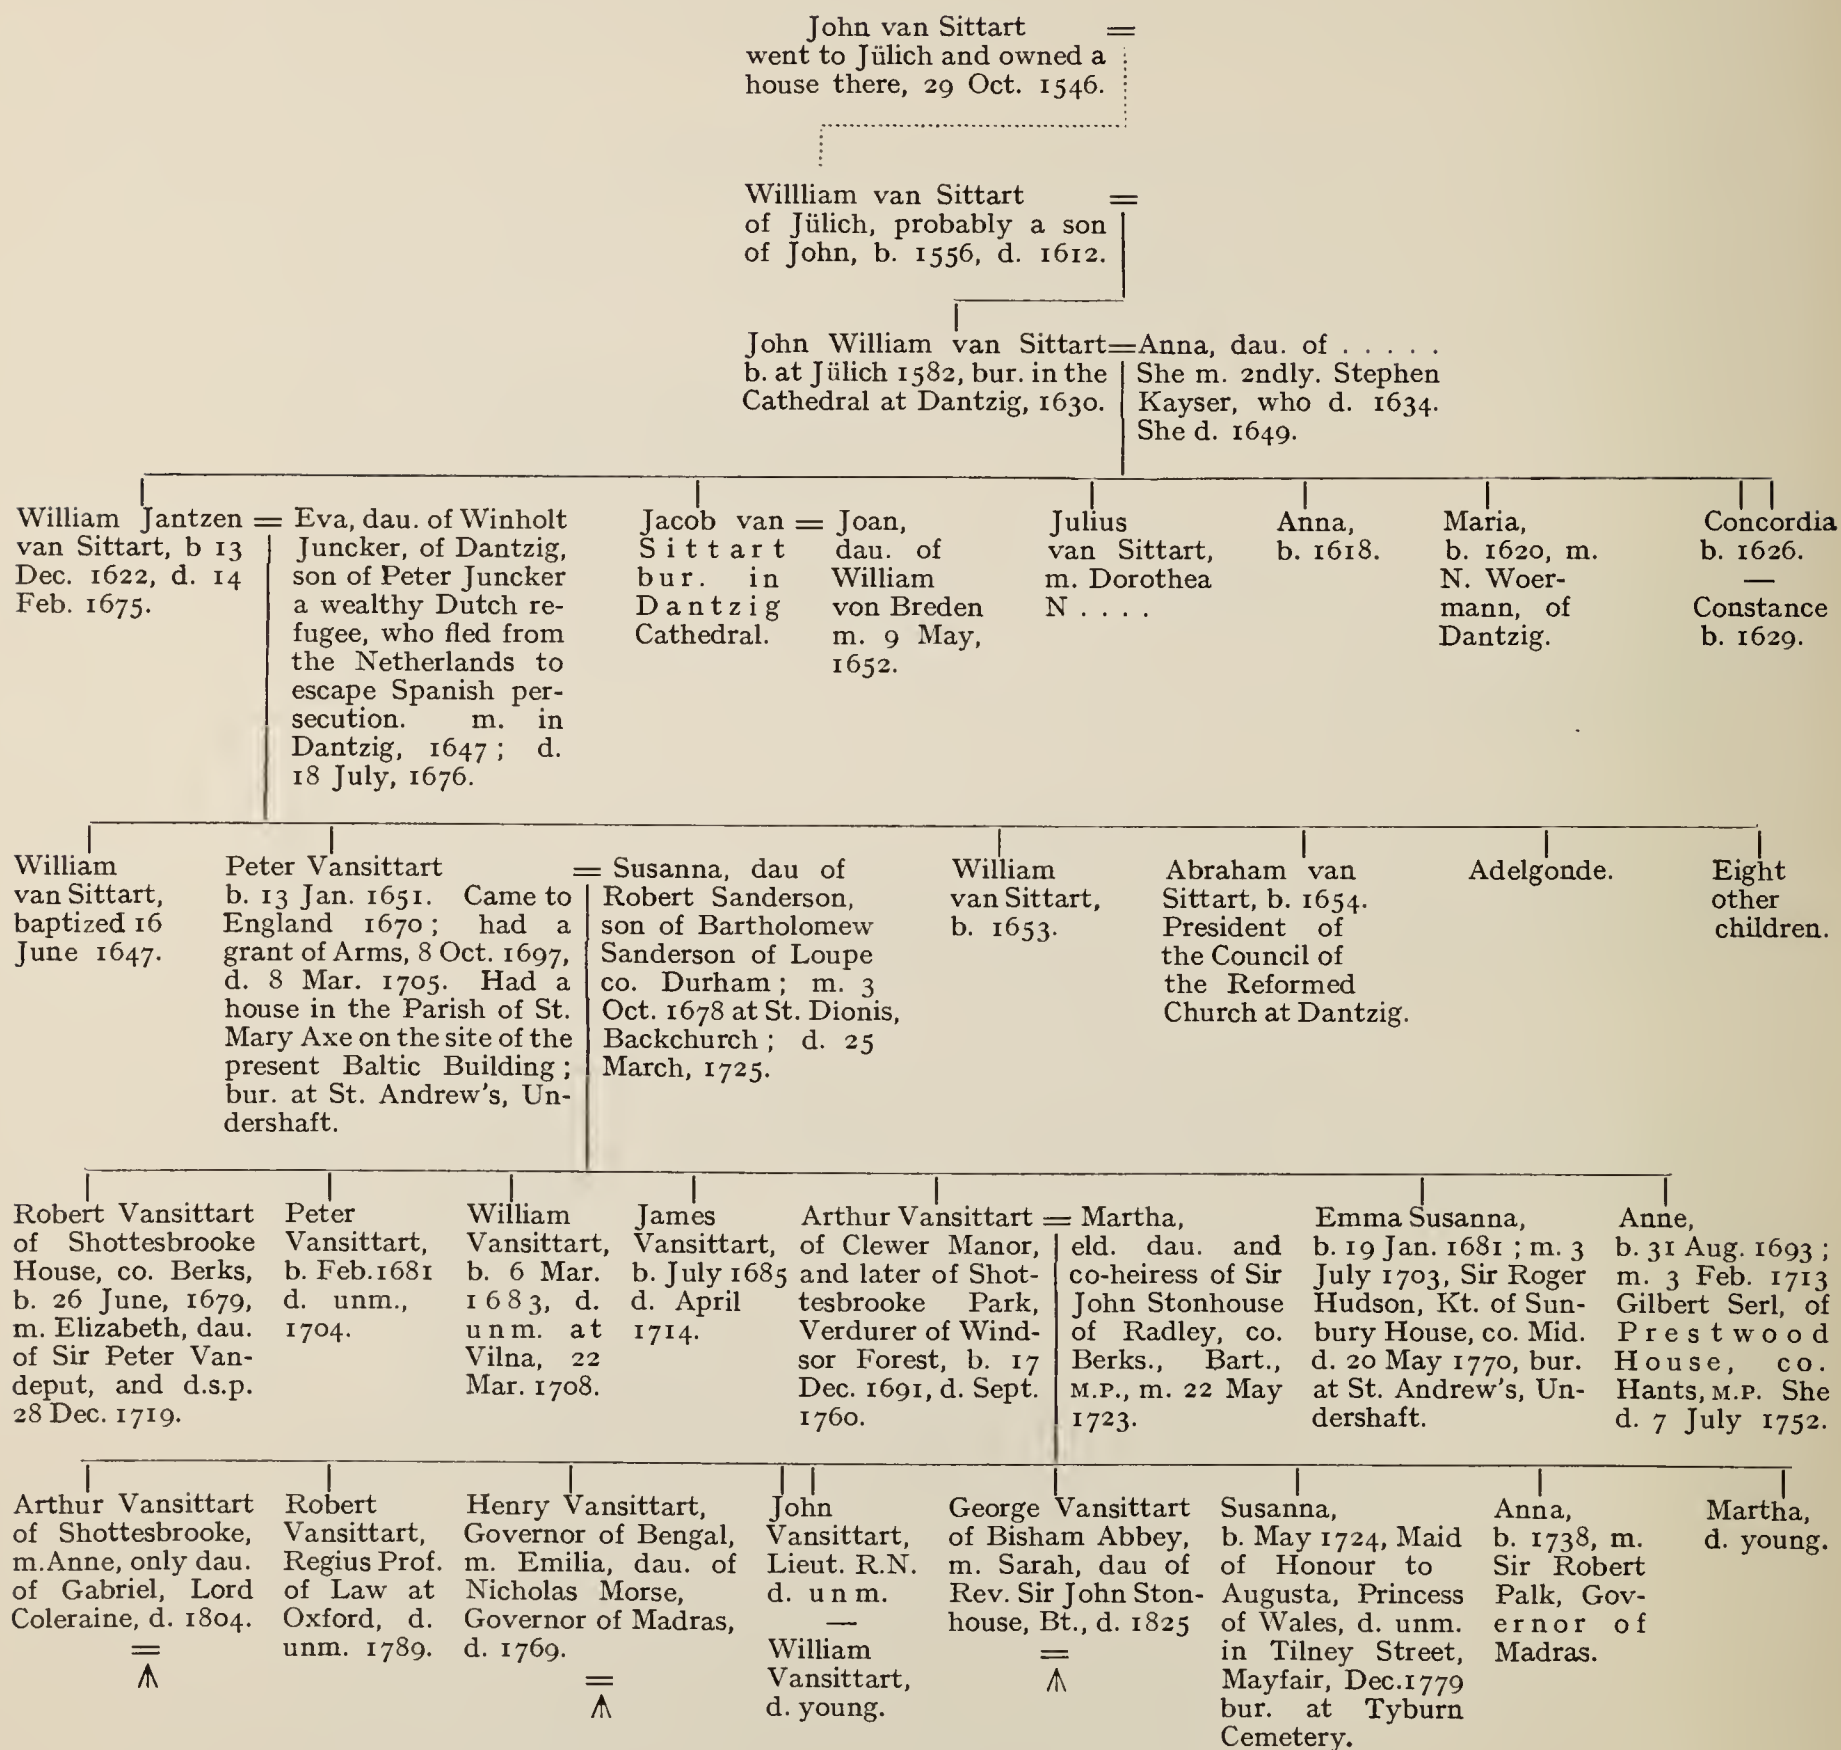 John van Sittart =
went to Jülich and owned a
house there, 29 Oct. 1546.
Willliam van Sittart =
of Jülich, probably a son
of John, b. 1556, d. 1612.
John William van Sittart=
b. at Jülich 1582, bur. in the
Cathedral at Dantzig, 1630.
Anna, dau. of . . . . .
She m. 2ndly. Stephen
Kayser, who d. 1634.
She d. 1649.
William Jantzen =
van Sittart, b 13
Dec. 1622, d. 14
Feb. 1675.
Eva, dau. of Winholt
Juncker, of Dantzig,
son of Peter Juncker
a wealthy Dutch re-
fugee, who fled from
the Netherlands to
escape Spanish per-
secution. m. in
Dantzig, 1647 ; d.
18 July, 1676.
Jacob van =
Sittart
bur. in
Dantzig
Cathedral.
Joan,
dau. of
William
von Breden
m. 9 May,
1652.
Julius
van Sittart,
m. Dorothea
N . . . .
Anna,
b. 1618.
Maria,
b. 1620, m.
N. Woer-
mann, of
Dantzig.
Concordia
b. 1626.
—
Constance
b. 1629.
William
van Sittart,
baptized 16
June 1647.
Peter Vansittart =
b. 13 Jan. 1651. Came to
England 1670 ; had a
grant of Arms, 8 Oct. 1697,
d. 8 Mar. 1705. Had a
house in the Parish of St.
Mary Axe on the site of the
present Baltic Building ;
bur. at St. Andrew's, Un-
dershaft.
Susanna, dau of
Robert Sanderson,
son of Bartholomew
Sanderson of Loupe
co. Durham ; m. 3
Oct. 1678 at St. Dionis,
Backchurch ; d. 25
March, 1725.
William
van Sittart,
b. 1653.
Abraham van
Sittart, b. 1654.
President of
the Council of
the Reformed
Church at Dantzig.
Adelgonde.
Eight
other
children.
Robert Vansittart
of Shottesbrooke
House, co. Berks,
b. 26 June, 1679,
m. Elizabeth, dau.
of Sir Peter Van-
deput, and d.s.p.
28 Dec. 1719.
Peter
Vansittart,
b. Feb.1681
d. unm.,
1704.
William
Vansittart,
b. 6 Mar.
1683, d.
unm. at
Vilna, 22
Mar. 1708.
James
Vansittart,
b. July 1685
d. April
1714.
Arthur Vansittart =
of Clewer Manor,
and later of Shot-
tesbrooke Park,
Verdurer of Wind-
sor Forest, b. 17
Dec. 1691, d. Sept.
1760.
Martha,
eld. dau. and
co-heiress of Sir
John Stonhouse
of Radley, co.
Berks., Bart.,
M.P., m. 22 May
1723.
Emma Susanna,
b. 19 Jan. 1681 ; m. 3
July 1703, Sir Roger
Hudson, Kt. of Sun-
bury House, co. Mid.
d. 20 May 1770, bur.
at St. Andrew's, Un-
dershaft.
Anne,
b. 31 Aug. 1693 ;
m. 3 Feb. 1713
Gilbert Serl, of
Prestwood
House, co.
Hants, M.P. She
d. 7 July 1752.
Arthur Vansittart
of Shottesbrooke,
m. Anne, only dau.
of Gabriel, Lord
Coleraine, d. 1804.
=
Robert
Vansittart,
Regius Prof.
of Law at
Oxford, d.
unm. 1789.
Henry Vansittart,
Governor of Bengal,
m. Emilia, dau. of
Nicholas Morse,
Governor of Madras,
d. 1769.
=
John
Vansittart,
Lieut. R.N.
d. unm.
—
William
Vansittart,
d. young.
George Vansittart
of Bisham Abbey,
m. Sarah, dau of
Rev. Sir John Ston-
house, Bt., d. 1825
=
Susanna,
b. May 1724, Maid
of Honour to
Augusta, Princess
of Wales, d. unm.
in Tilney Street,
Mayfair, Dec.1779
bur. at Tyburn
Cemetery.
Anna,
b. 1738, m.
Sir Robert
Palk, Gov-
ernor of
Madras.
Martha,
d. young.